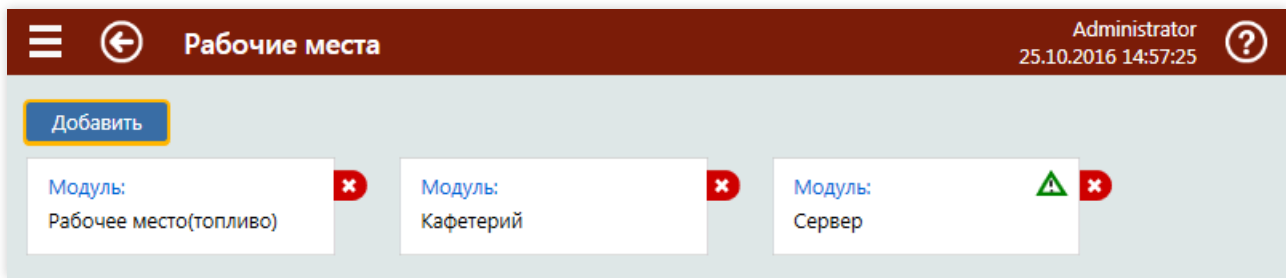 Рабочие места
Administrator
25.10.2016 14:57:25
Добавить
Модуль:
Рабочее место(топливо)
Модуль:
Кафетерий
Модуль:
Сервер